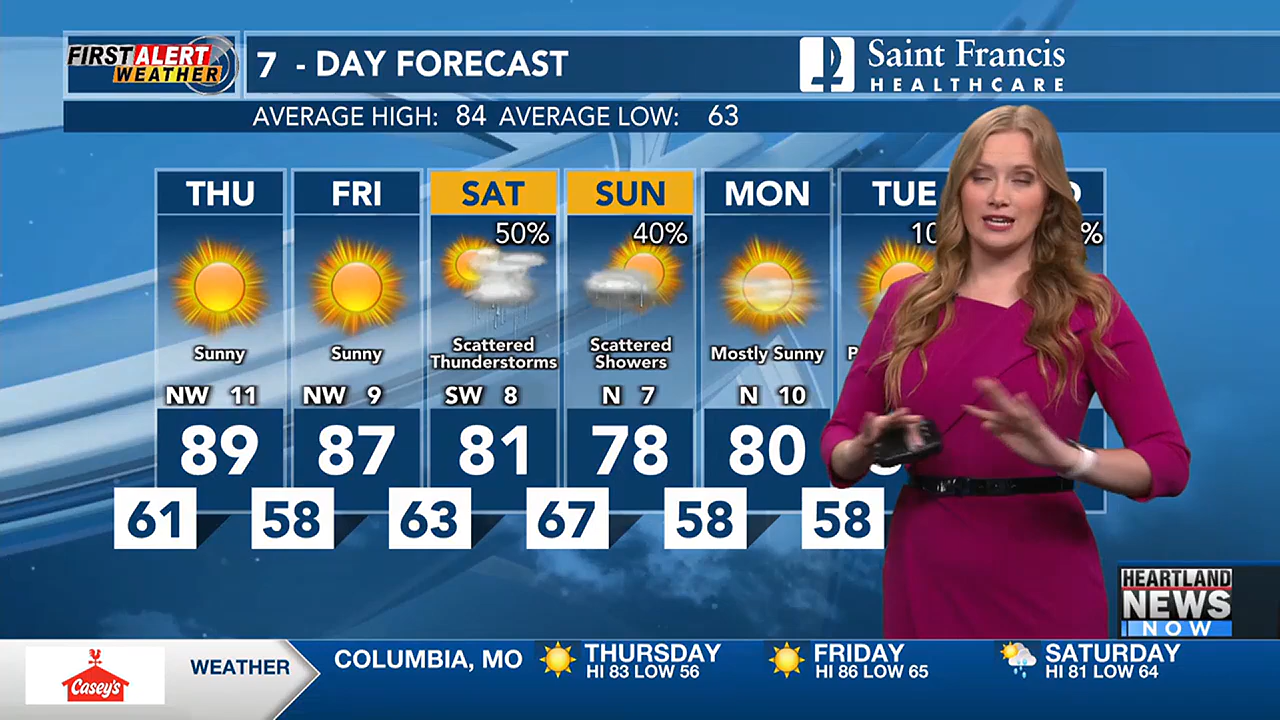 FIRST ALERT
WEATHER
7 - DAY FORECAST
Saint Francis
HEALTHCARE
AVERAGE HIGH: 84 AVERAGE LOW: 63
THU FRI SAT SUN MON TUE
50% 40%
Sunny Sunny Scattered Thunderstorms Scattered Showers Mostly Sunny
NW 11 NW 9 SW 8 N 7 N 10
89 87 81 78 80
61 58 63 67 58 58
HEARTLAND
NEWS
NOW
Casey's
WEATHER
COLUMBIA, MO
THURSDAY
HI 83 LOW 56
FRIDAY
HI 86 LOW 65
SATURDAY
HI 81 LOW 64